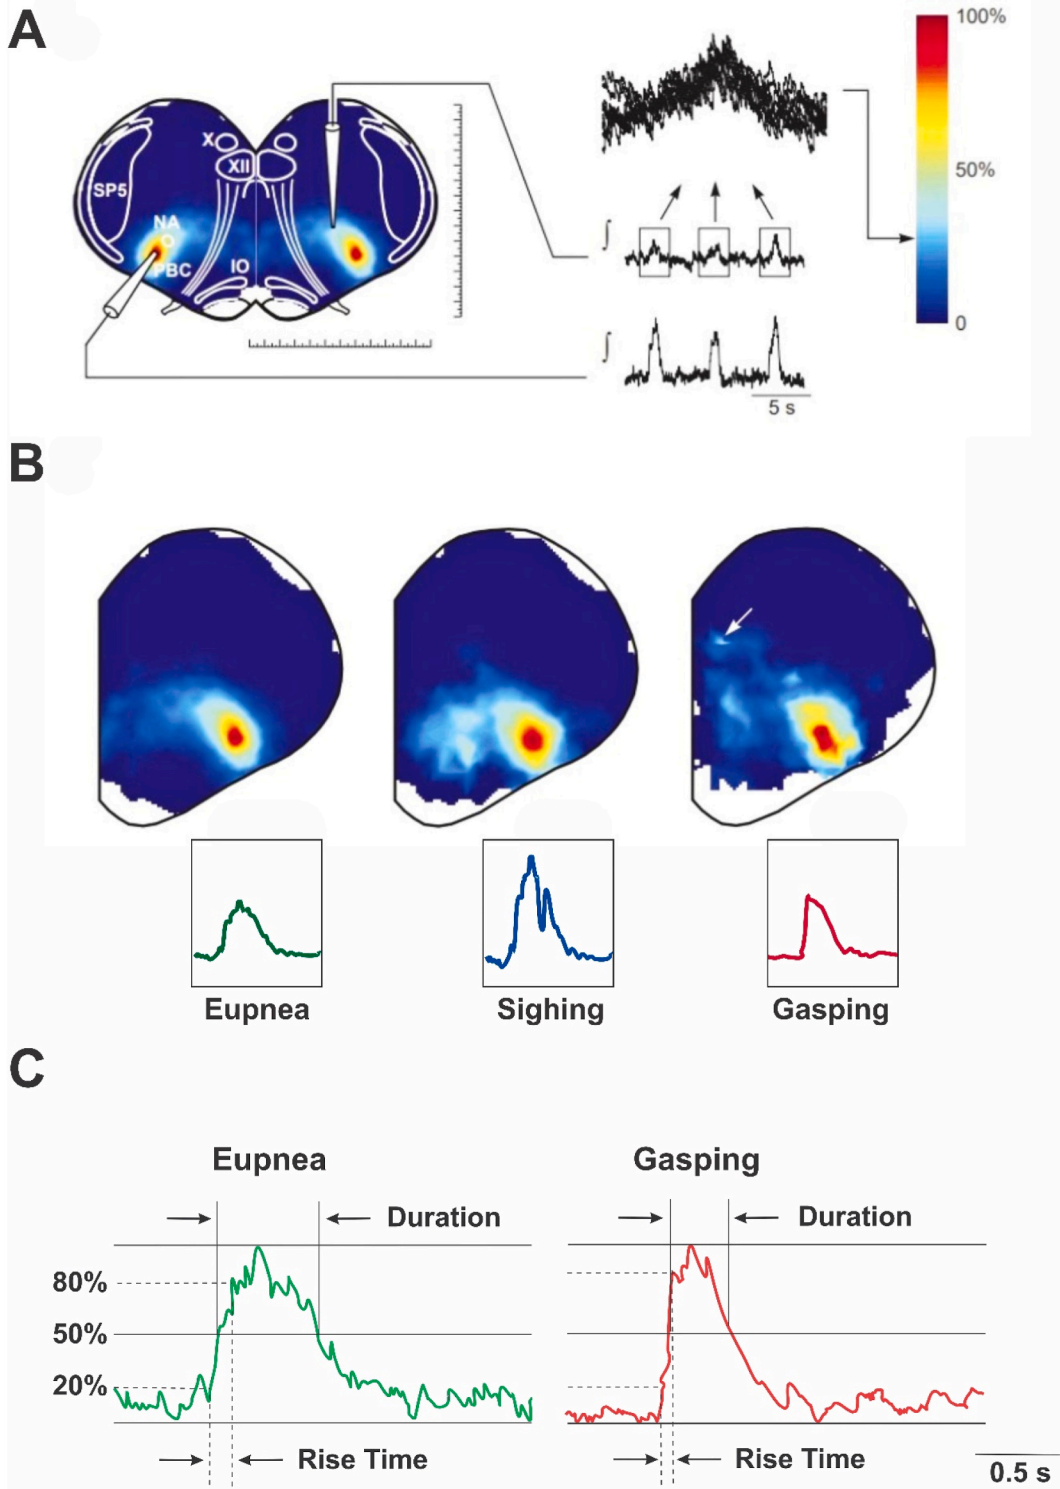 A
100%
X
XII
SP5
50%
NA
O
PBC
IO
∫
∫
0
5 s
B
Eupnea
Sighing
Gasping
C
Eupnea
Gasping
Duration
Duration
80%
50%
20%
Rise Time
Rise Time
0.5 s